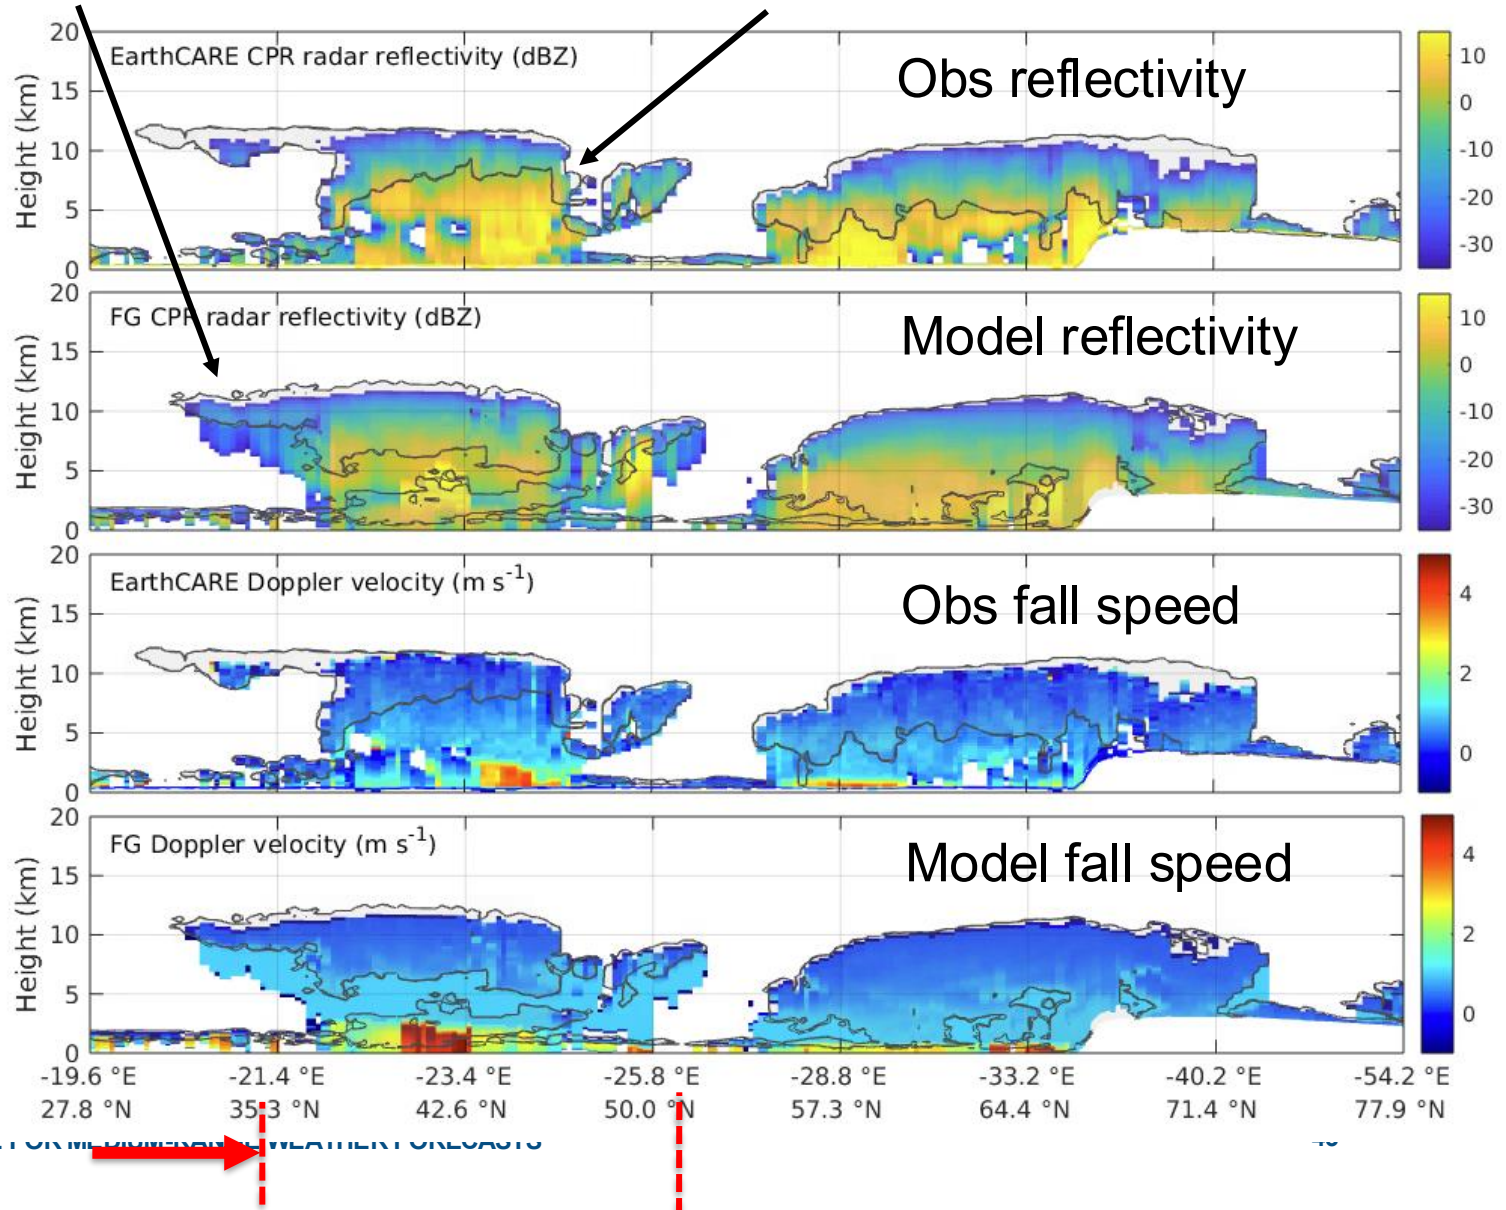 20
15
10
5
0
Height (km)
EarthCARE CPR radar reflectivity (dBZ)
Obs reflectivity
10
0
-10
-20
-30
20
15
10
5
0
Height (km)
FG CPR radar reflectivity (dBZ)
Model reflectivity
10
0
-10
-20
-30
20
15
10
5
0
Height (km)
EarthCARE Doppler velocity (m s⁻¹)
Obs fall speed
4
2
0
20
15
10
5
0
Height (km)
FG Doppler velocity (m s⁻¹)
Model fall speed
4
2
0
-19.6 °E -21.4 °E -23.4 °E -25.8 °E -28.8 °E -33.2 °E -40.2 °E -54.2 °E
27.8 °N 35.3 °N 42.6 °N 50.0 °N 57.3 °N 64.4 °N 71.4 °N 77.9 °N
FOR MEDIUM-RANGE WEATHER FORECASTS